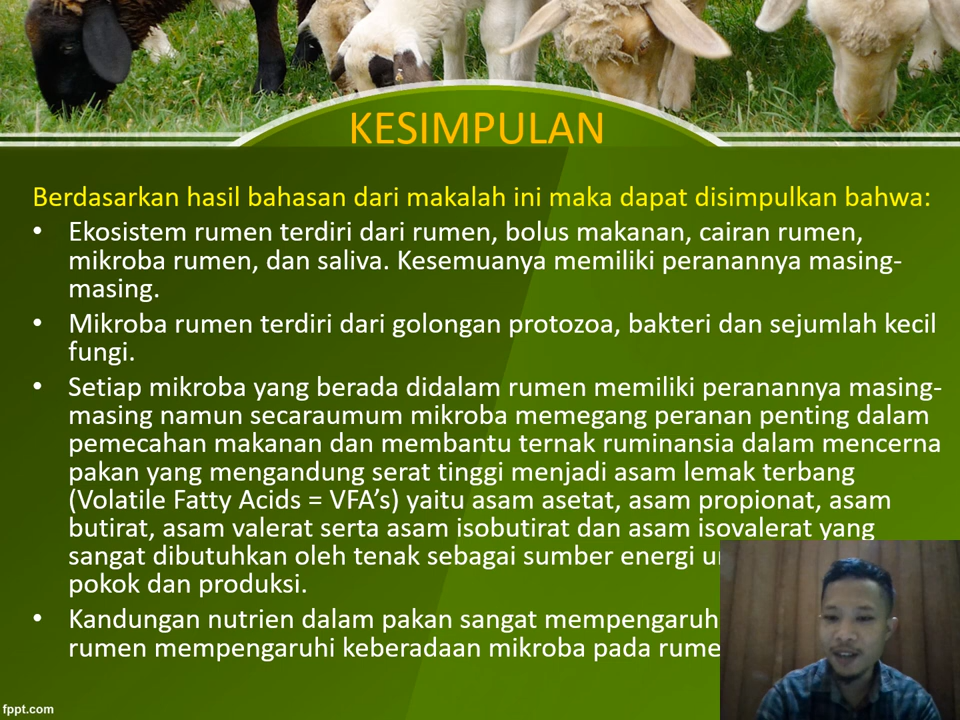 KESIMPULAN
Berdasarkan hasil bahasan dari makalah ini maka dapat disimpulkan bahwa:
• Ekosistem rumen terdiri dari rumen, bolus makanan, cairan rumen,
mikroba rumen, dan saliva. Kesemuanya memiliki peranannya masing-
masing.
• Mikroba rumen terdiri dari golongan protozoa, bakteri dan sejumlah kecil
fungi.
• Setiap mikroba yang berada didalam rumen memiliki peranannya masing-
masing namun secaraumum mikroba memegang peranan penting dalam
pemecahan makanan dan membantu ternak ruminansia dalam mencerna
pakan yang mengandung serat tinggi menjadi asam lemak terbang
(Volatile Fatty Acids = VFA’s) yaitu asam asetat, asam propionat, asam
butirat, asam valerat serta asam isobutirat dan asam isovalerat yang
sangat dibutuhkan oleh tenak sebagai sumber energi
pokok dan produksi.
• Kandungan nutrien dalam pakan sangat
rumen mempengaruhi keberadaan mikroba pada
fppt.com